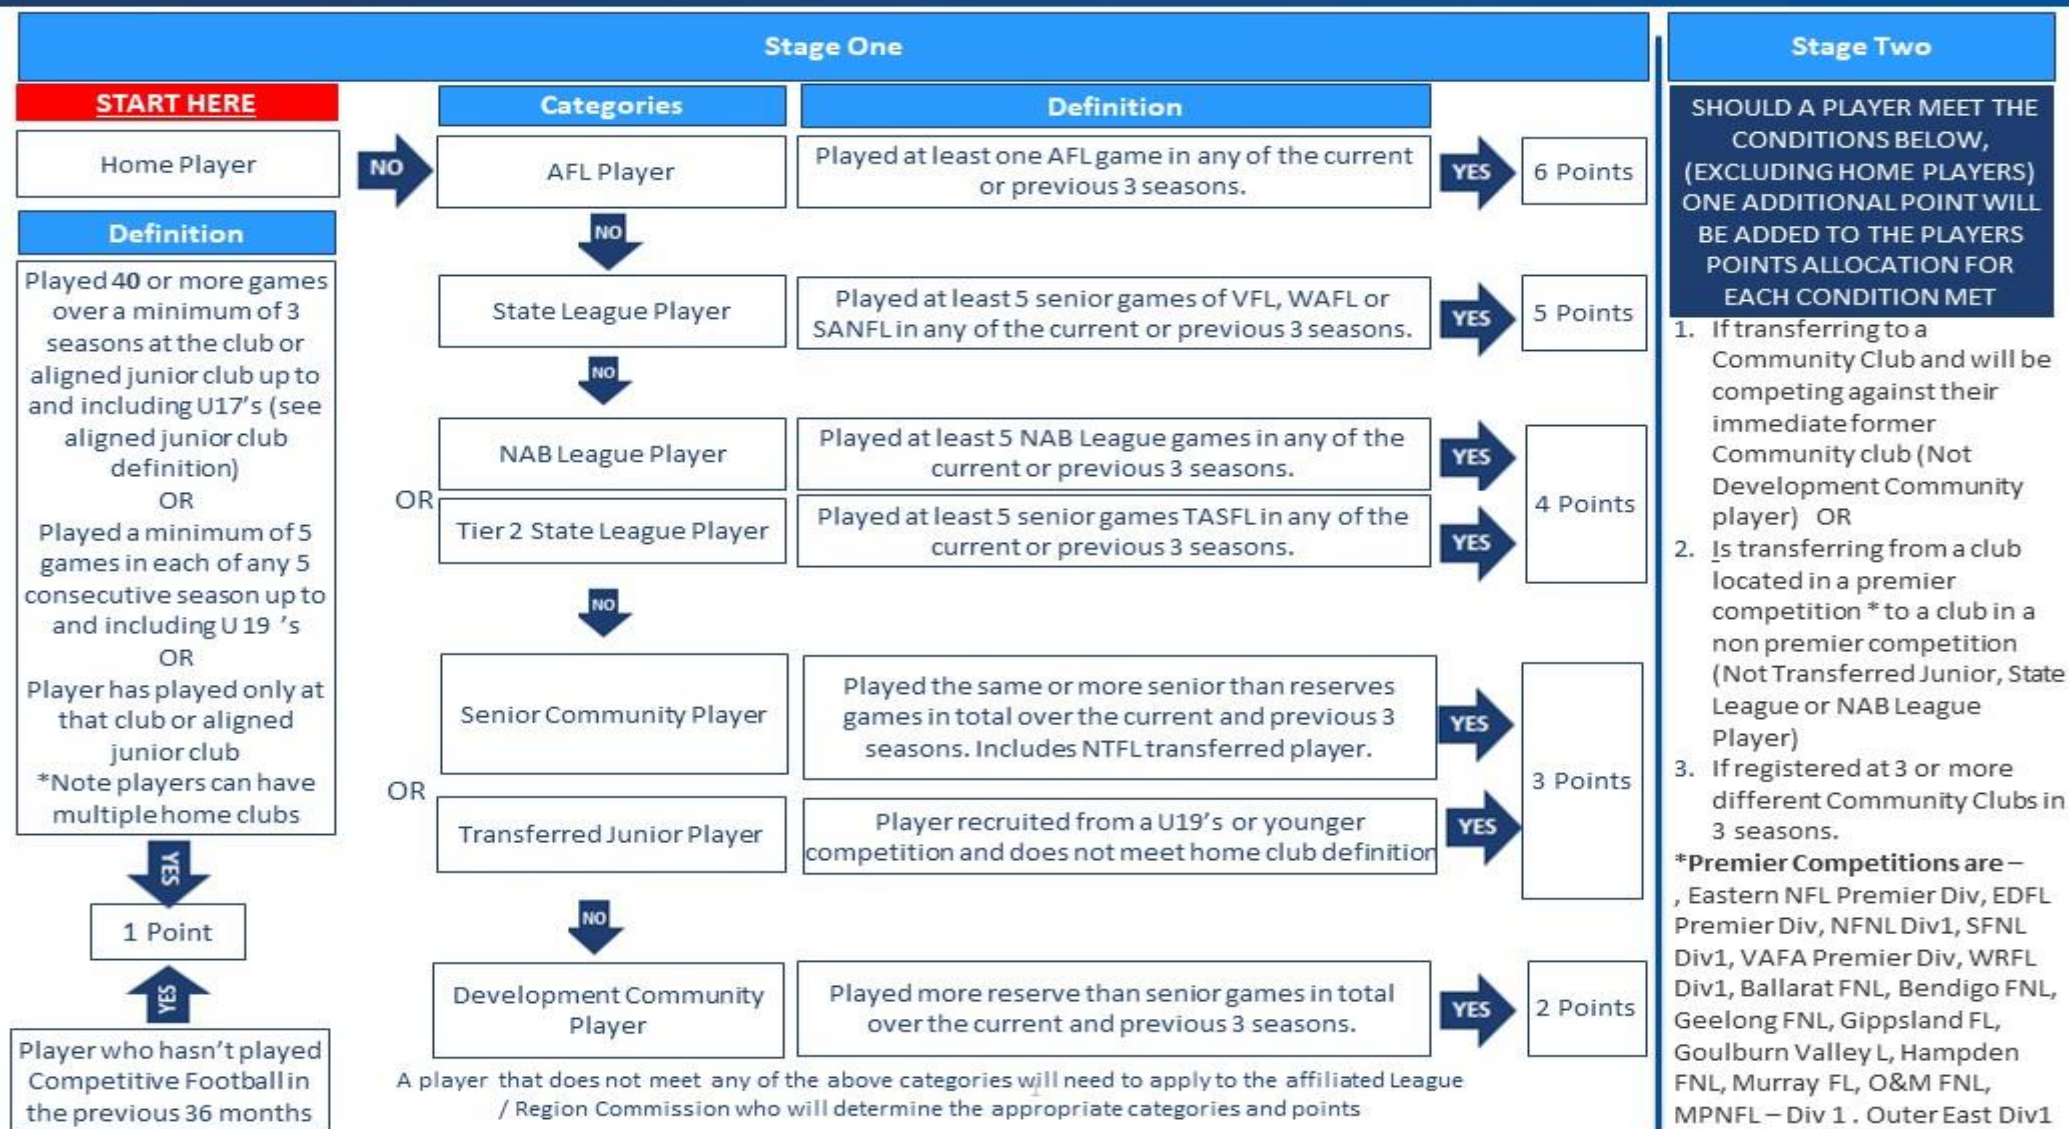 Stage One
START HERE
Home Player
Definition
Played 40 or more games
over a minimum of 3
seasons at the club or
aligned junior club up to
and including U17's (see
aligned junior club
definition)
OR
Played a minimum of 5
games in each of any 5
consecutive season up to
and including U 19 's
OR
Player has played only at
that club or aligned
junior club
*Note players can have
multiple home clubs
YES
1 Point
YES
Player who hasn't played
Competitive Football in
the previous 36 months
NO
Categories
Definition
AFL Player
Played at least one AFL game in any of the current
or previous 3 seasons.
YES
6 Points
NO
State League Player
Played at least 5 senior games of VFL, WAFL or
SANFL in any of the current or previous 3 seasons.
YES
5 Points
NO
NAB League Player
Played at least 5 NAB League games in any of the
current or previous 3 seasons.
YES
OR
Tier 2 State League Player
Played at least 5 senior games TASFL in any of the
current or previous 3 seasons.
YES
4 Points
NO
Senior Community Player
Played the same or more senior than reserves
games in total over the current and previous 3
seasons. Includes NTFL transferred player.
YES
OR
Transferred Junior Player
Player recruited from a U19's or younger
competition and does not meet home club definition
YES
3 Points
NO
Development Community
Player
Played more reserve than senior games in total
over the current and previous 3 seasons.
YES
2 Points
A player that does not meet any of the above categories will need to apply to the affiliated League
/ Region Commission who will determine the appropriate categories and points
Stage Two
SHOULD A PLAYER MEET THE
CONDITIONS BELOW,
(EXCLUDING HOME PLAYERS)
ONE ADDITIONAL POINT WILL
BE ADDED TO THE PLAYERS
POINTS ALLOCATION FOR
EACH CONDITION MET
1. If transferring to a
Community Club and will be
competing against their
immediate former
Community club (Not
Development Community
player) OR
2. Is transferring from a club
located in a premier
competition * to a club in a
non premier competition
(Not Transferred Junior, State
League or NAB League
Player)
3. If registered at 3 or more
different Community Clubs in
3 seasons.
*Premier Competitions are –
, Eastern NFL Premier Div, EDFL
Premier Div, NFNL Div1, SFNL
Div1, VAFA Premier Div, WRFL
Div1, Ballarat FNL, Bendigo FNL,
Geelong FNL, Gippsland FL,
Goulburn Valley L, Hampden
FNL, Murray FL, O&M FNL,
MPNFL – Div 1 . Outer East Div1